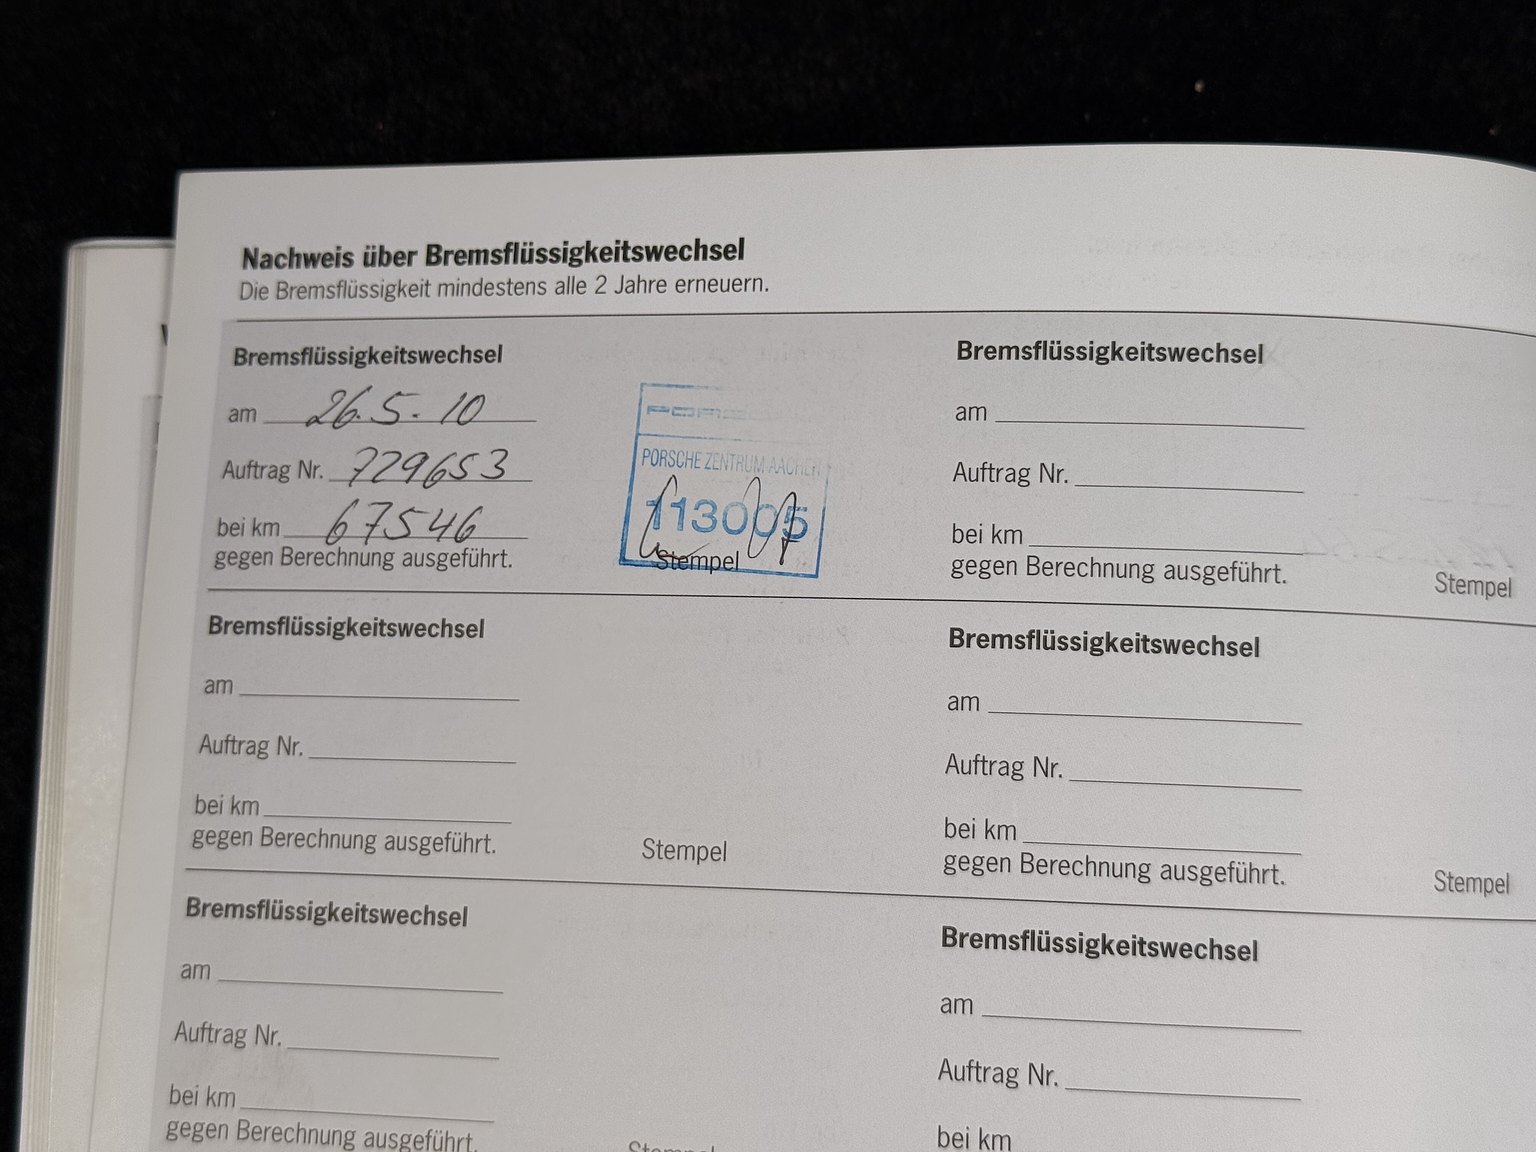 Nachweis über Bremsflüssigkeitswechsel
Die Bremsflüssigkeit mindestens alle 2 Jahre erneuern.
Bremsflüssigkeitswechsel
am 26.5.10
Auftrag Nr. 729653
bei km 67546
gegen Berechnung ausgeführt.
PORSCHE ZENTRUM AACHEN
113005
Stempel
Bremsflüssigkeitswechsel
am
Auftrag Nr.
bei km
gegen Berechnung ausgeführt.
Stempel
Bremsflüssigkeitswechsel
am
Auftrag Nr.
bei km
gegen Berechnung ausgeführt.
Stempel
Bremsflüssigkeitswechsel
am
Auftrag Nr.
bei km
gegen Berechnung ausgeführt.
Stempel
Bremsflüssigkeitswechsel
am
Auftrag Nr.
bei km
gegen Berechnung ausgeführt.
Bremsflüssigkeitswechsel
am
Auftrag Nr.
bei km